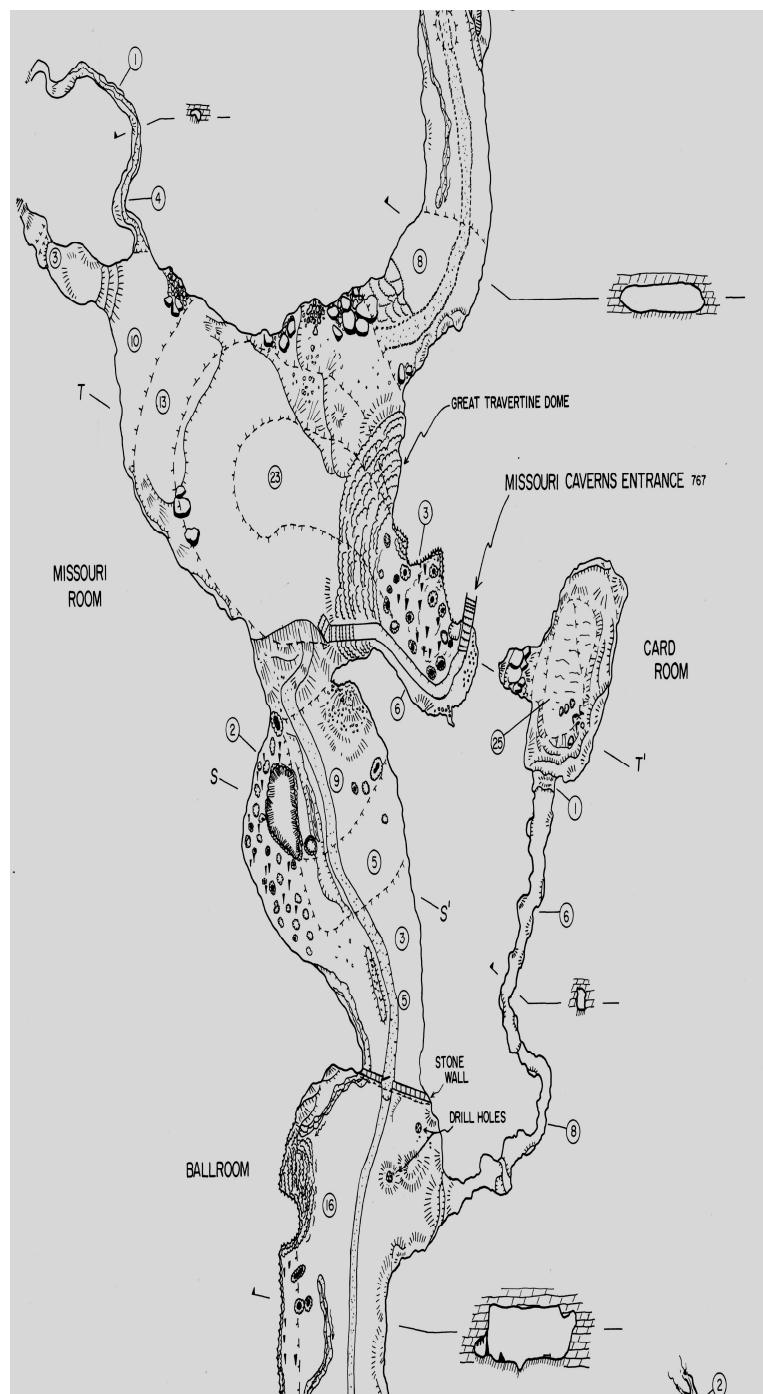 1
4
3
8
10
13
T
GREAT TRAVERTINE DOME
23
MISSOURI CAVERNS ENTRANCE 767
3
MISSOURI
ROOM
CARD
ROOM
6
2
25
S
9
T'
1
5
S'
6
3
5
STONE
WALL
DRILL HOLES
8
BALLROOM
16
2